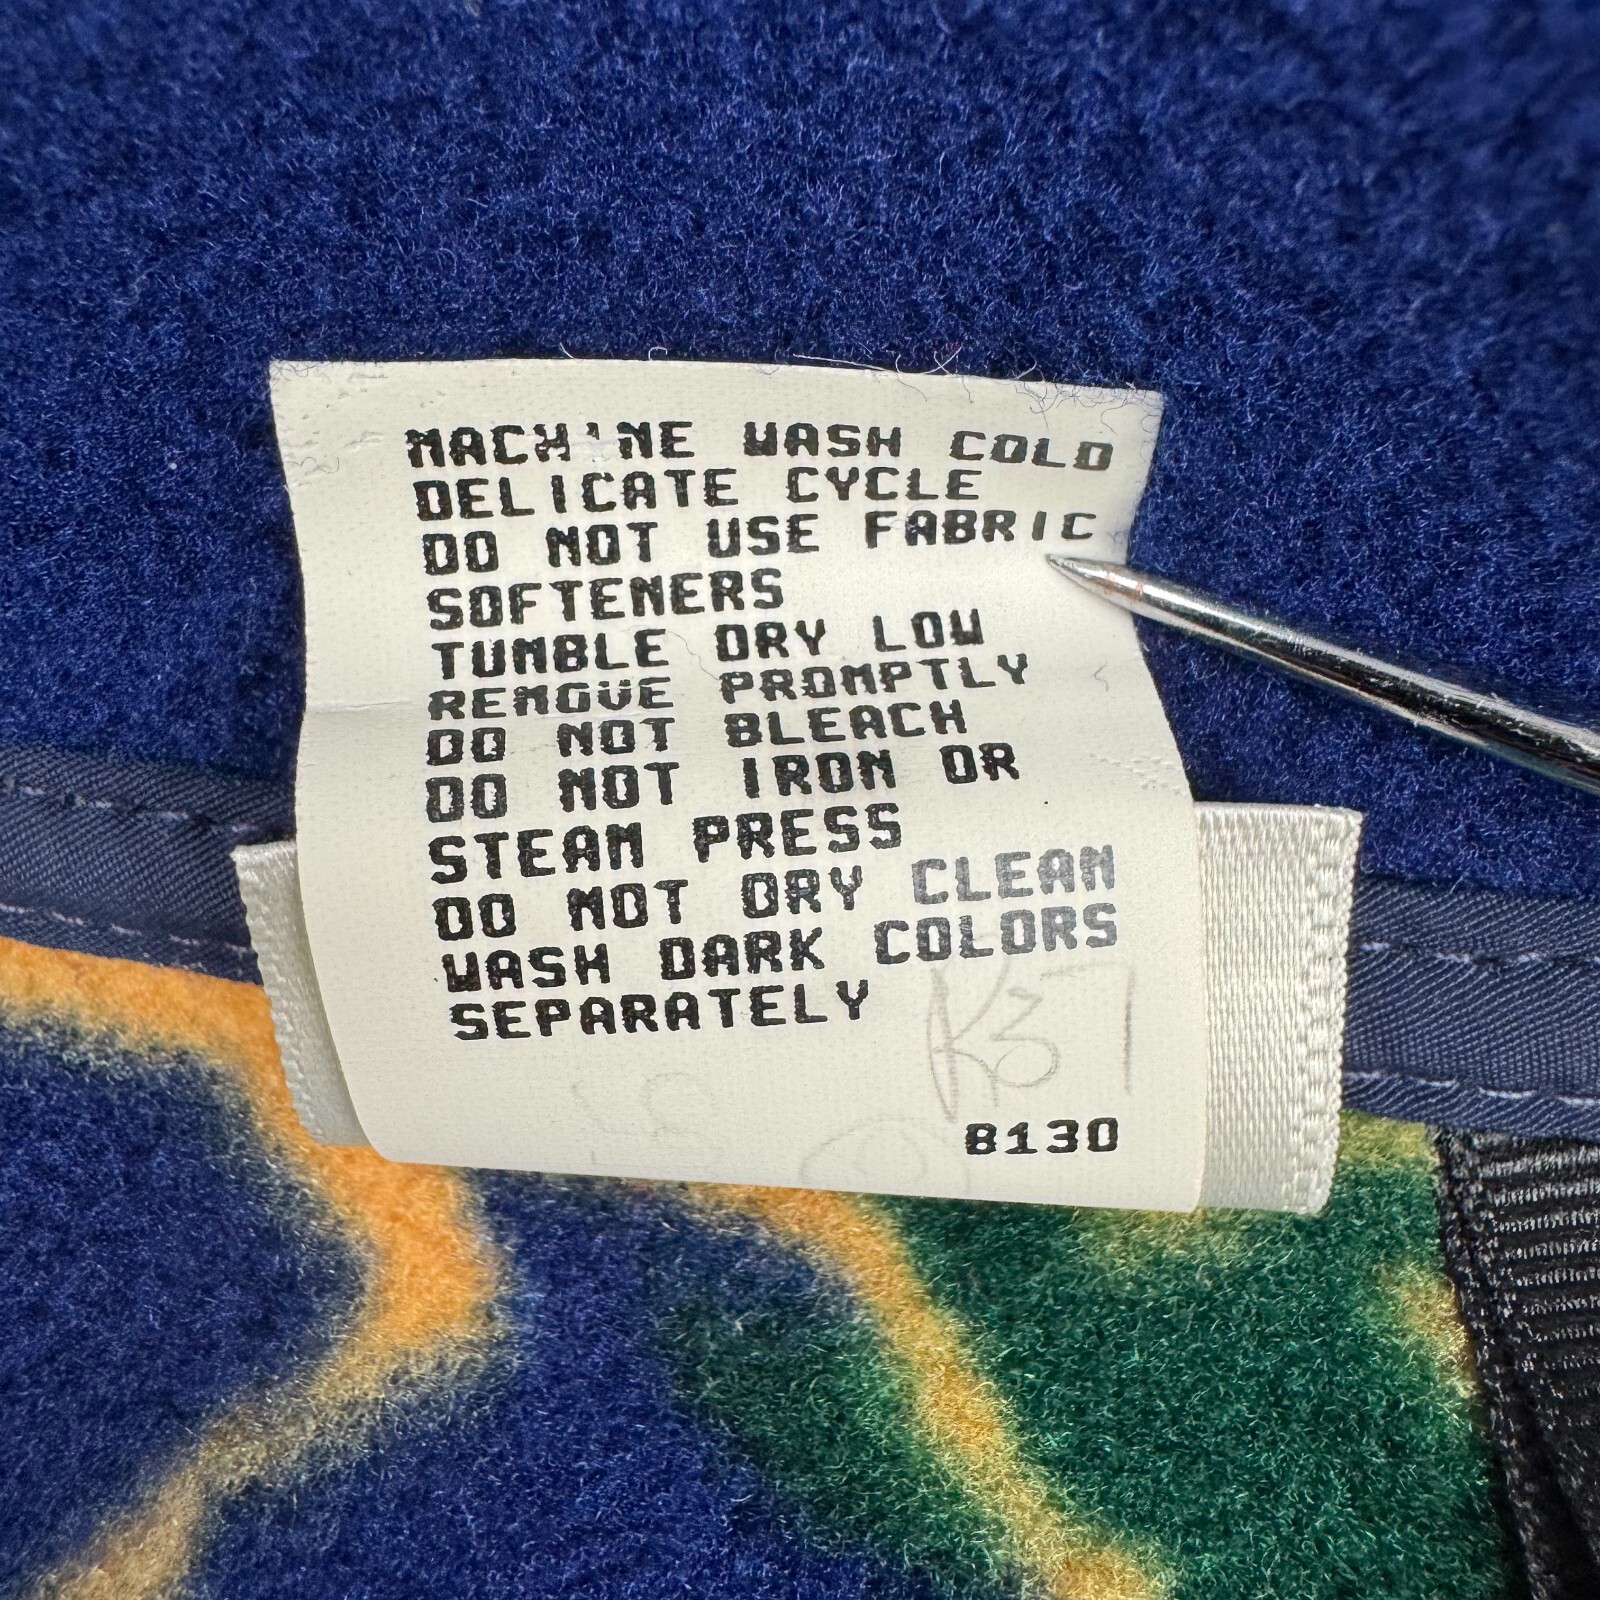 MACHINE WASH COLD
DELICATE CYCLE
DO NOT USE FABRIC
SOFTENERS
TUMBLE DRY LOW
REMOVE PROMPTLY
DO NOT BLEACH
DO NOT IRON OR
STEAM PRESS
DO NOT DRY CLEAN
WASH DARK COLORS
SEPARATELY
B130